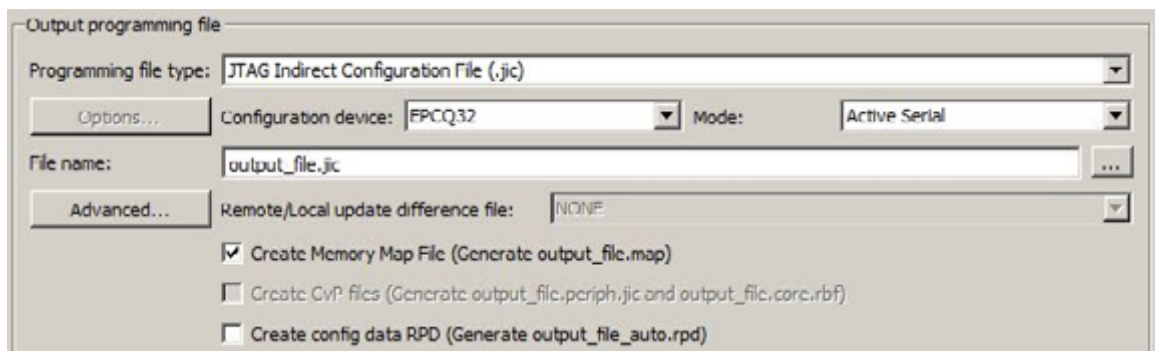 Output programming file
Programming file type: JTAG Indirect Configuration File (.jic)
Options... Configuration device: EPCQ32 Mode: Active Serial
File name: output_file.jic ...
Advanced... Remote/Local update difference file: NONE
Create Memory Map File (Generate output_file.map)
Create CvP files (Generate output_file.periph.jic and output_file.core.rbf)
Create config data RPD (Generate output_file_auto.rpd)